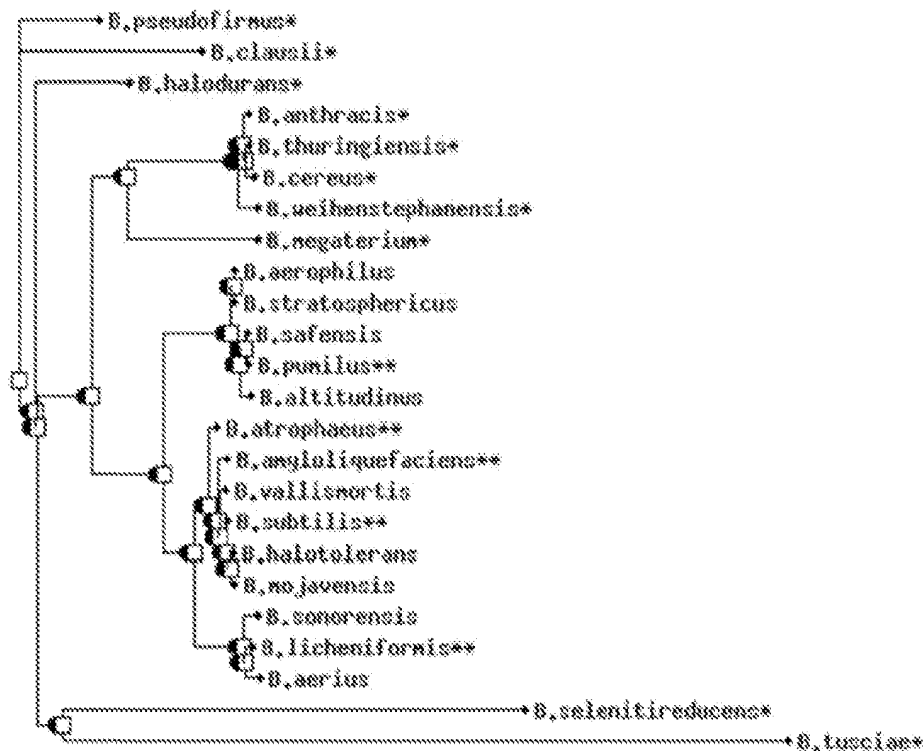 B.pseudofirmus*
B.clausii*
B.halodurans*
B.anthracis*
B.thuringiensis*
B.cereus*
B.weihenstephanensis*
B.megaterium*
B.aerophilus
B.stratosphericus
B.safensis
B.pumilus**
B.altitudinus
B.atrophaeus**
B.amyloliquefaciens**
B.vallismortis
B.subtilis**
B.halotolerans
B.mojavensis
B.sonorensis
B.licheniformis**
B.aerius
B.selenitireducens*
B.tusciae*